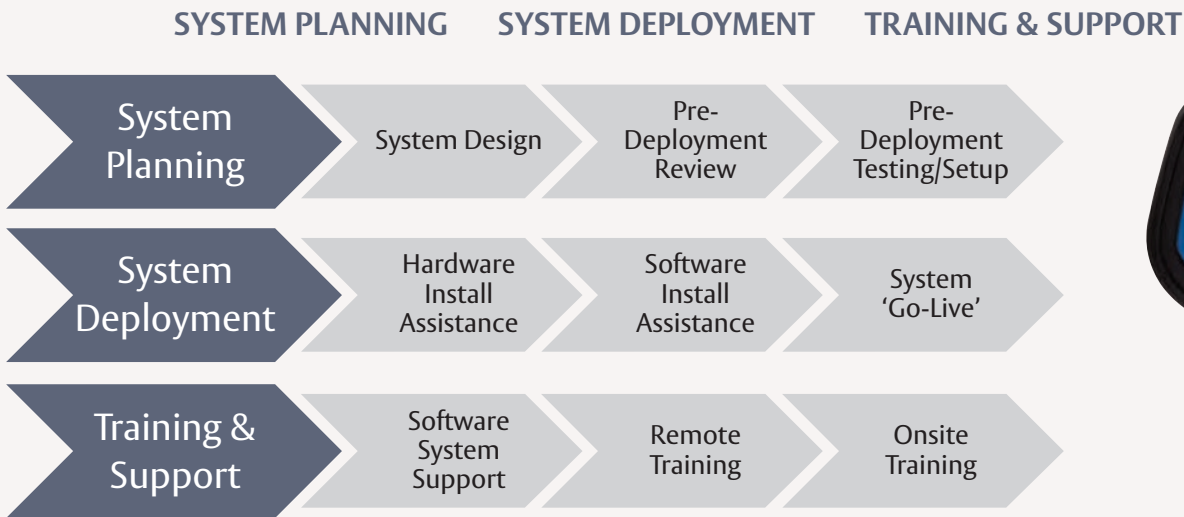 SYSTEM PLANNING SYSTEM DEPLOYMENT TRAINING & SUPPORT
System
Planning
System Design
Pre-
Deployment
Review
Pre-
Deployment
Testing/Setup
System
Deployment
Hardware
Install
Assistance
Software
Install
Assistance
System
‘Go-Live’
Training &
Support
Software
System
Support
Remote
Training
Onsite
Training